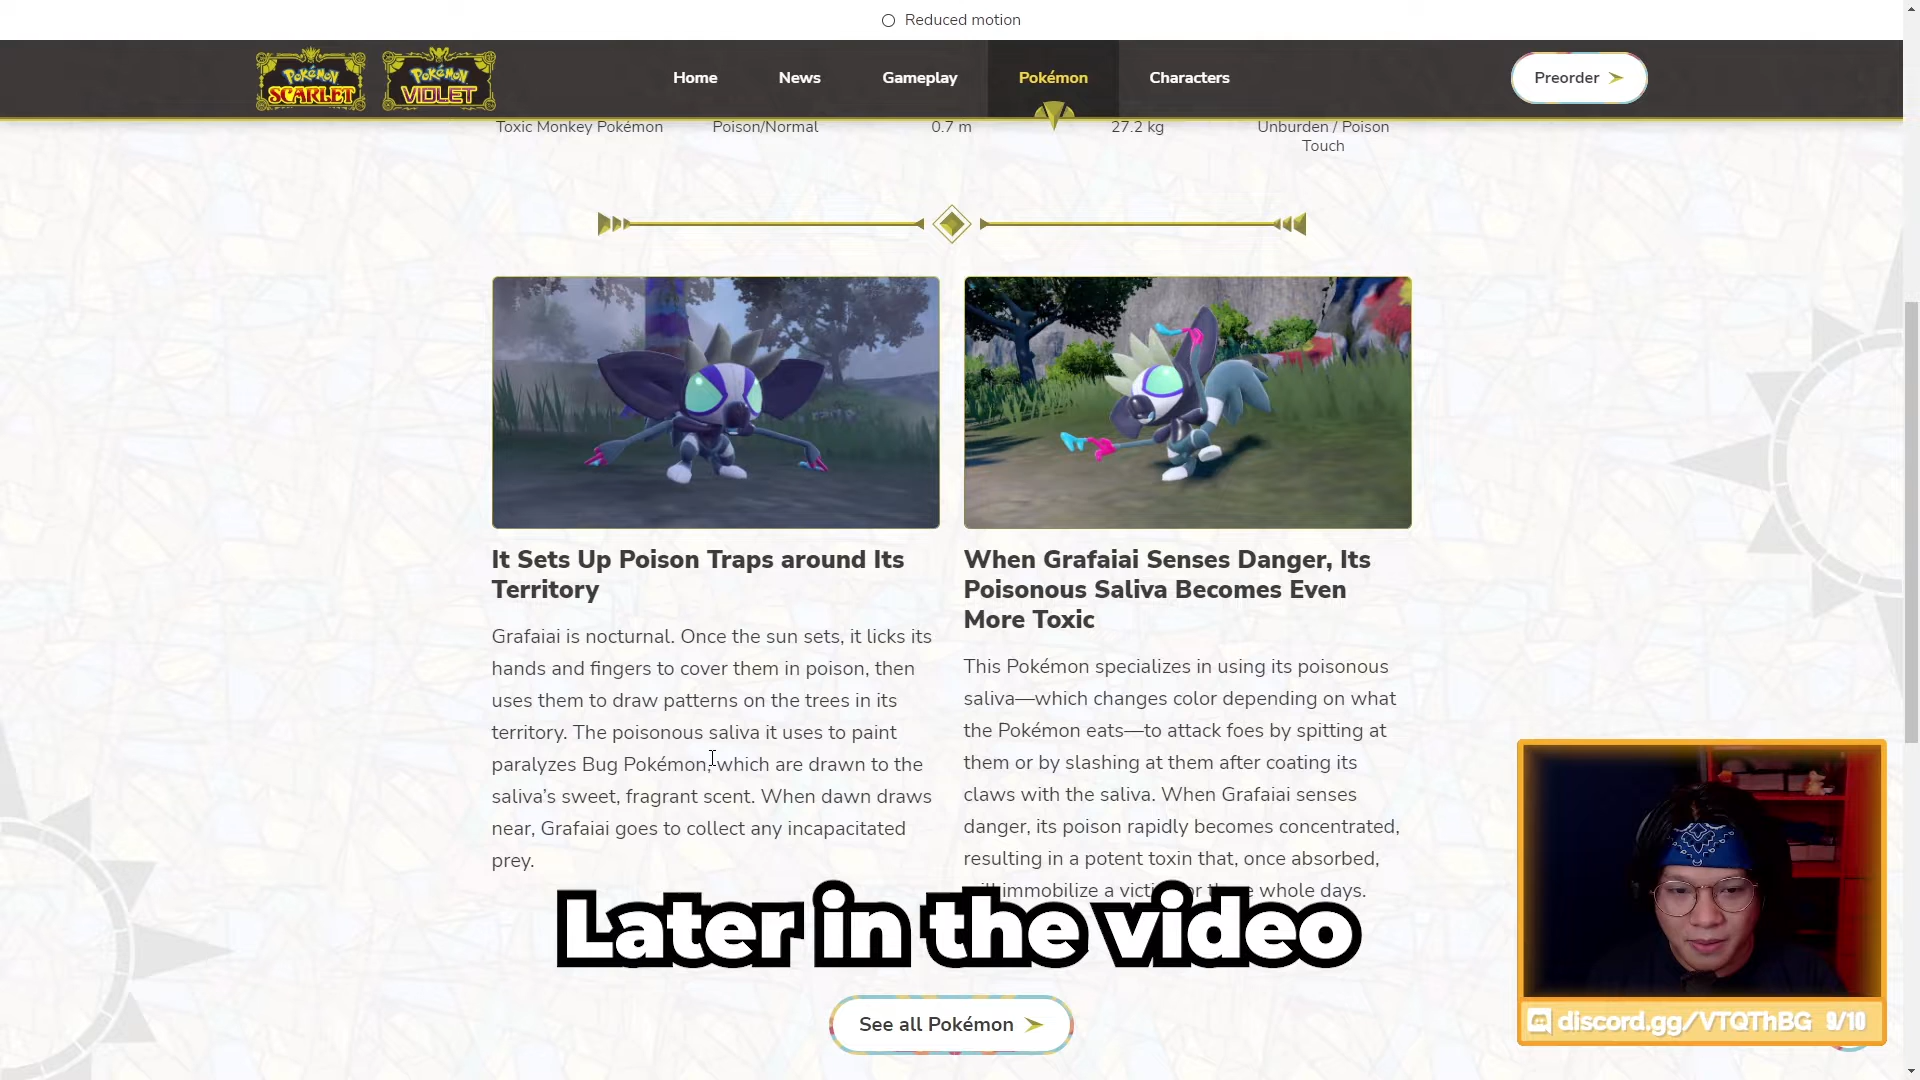 Reduced motion
POKéMON SCARLET
POKéMON VIOLET
Home
News
Gameplay
Pokémon
Characters
Preorder
Toxic Monkey Pokémon
Poison/Normal
0.7 m
27.2 kg
Unburden / Poison
Touch
It Sets Up Poison Traps around Its
Territory
Grafaiai is nocturnal. Once the sun sets, it licks its
hands and fingers to cover them in poison, then
uses them to draw patterns on the trees in its
territory. The poisonous saliva it uses to paint
paralyzes Bug Pokémon, which are drawn to the
saliva’s sweet, fragrant scent. When dawn draws
near, Grafaiai goes to collect any incapacitated
prey.
When Grafaiai Senses Danger, Its
Poisonous Saliva Becomes Even
More Toxic
This Pokémon specializes in using its poisonous
saliva—which changes color depending on what
the Pokémon eats—to attack foes by spitting at
them or by slashing at them after coating its
claws with the saliva. When Grafaiai senses
danger, its poison rapidly becomes concentrated,
resulting in a potent toxin that, once absorbed,
immobilize a whole days.
Later in the video
See all Pokémon
discord.gg/VTQThBG 9/10